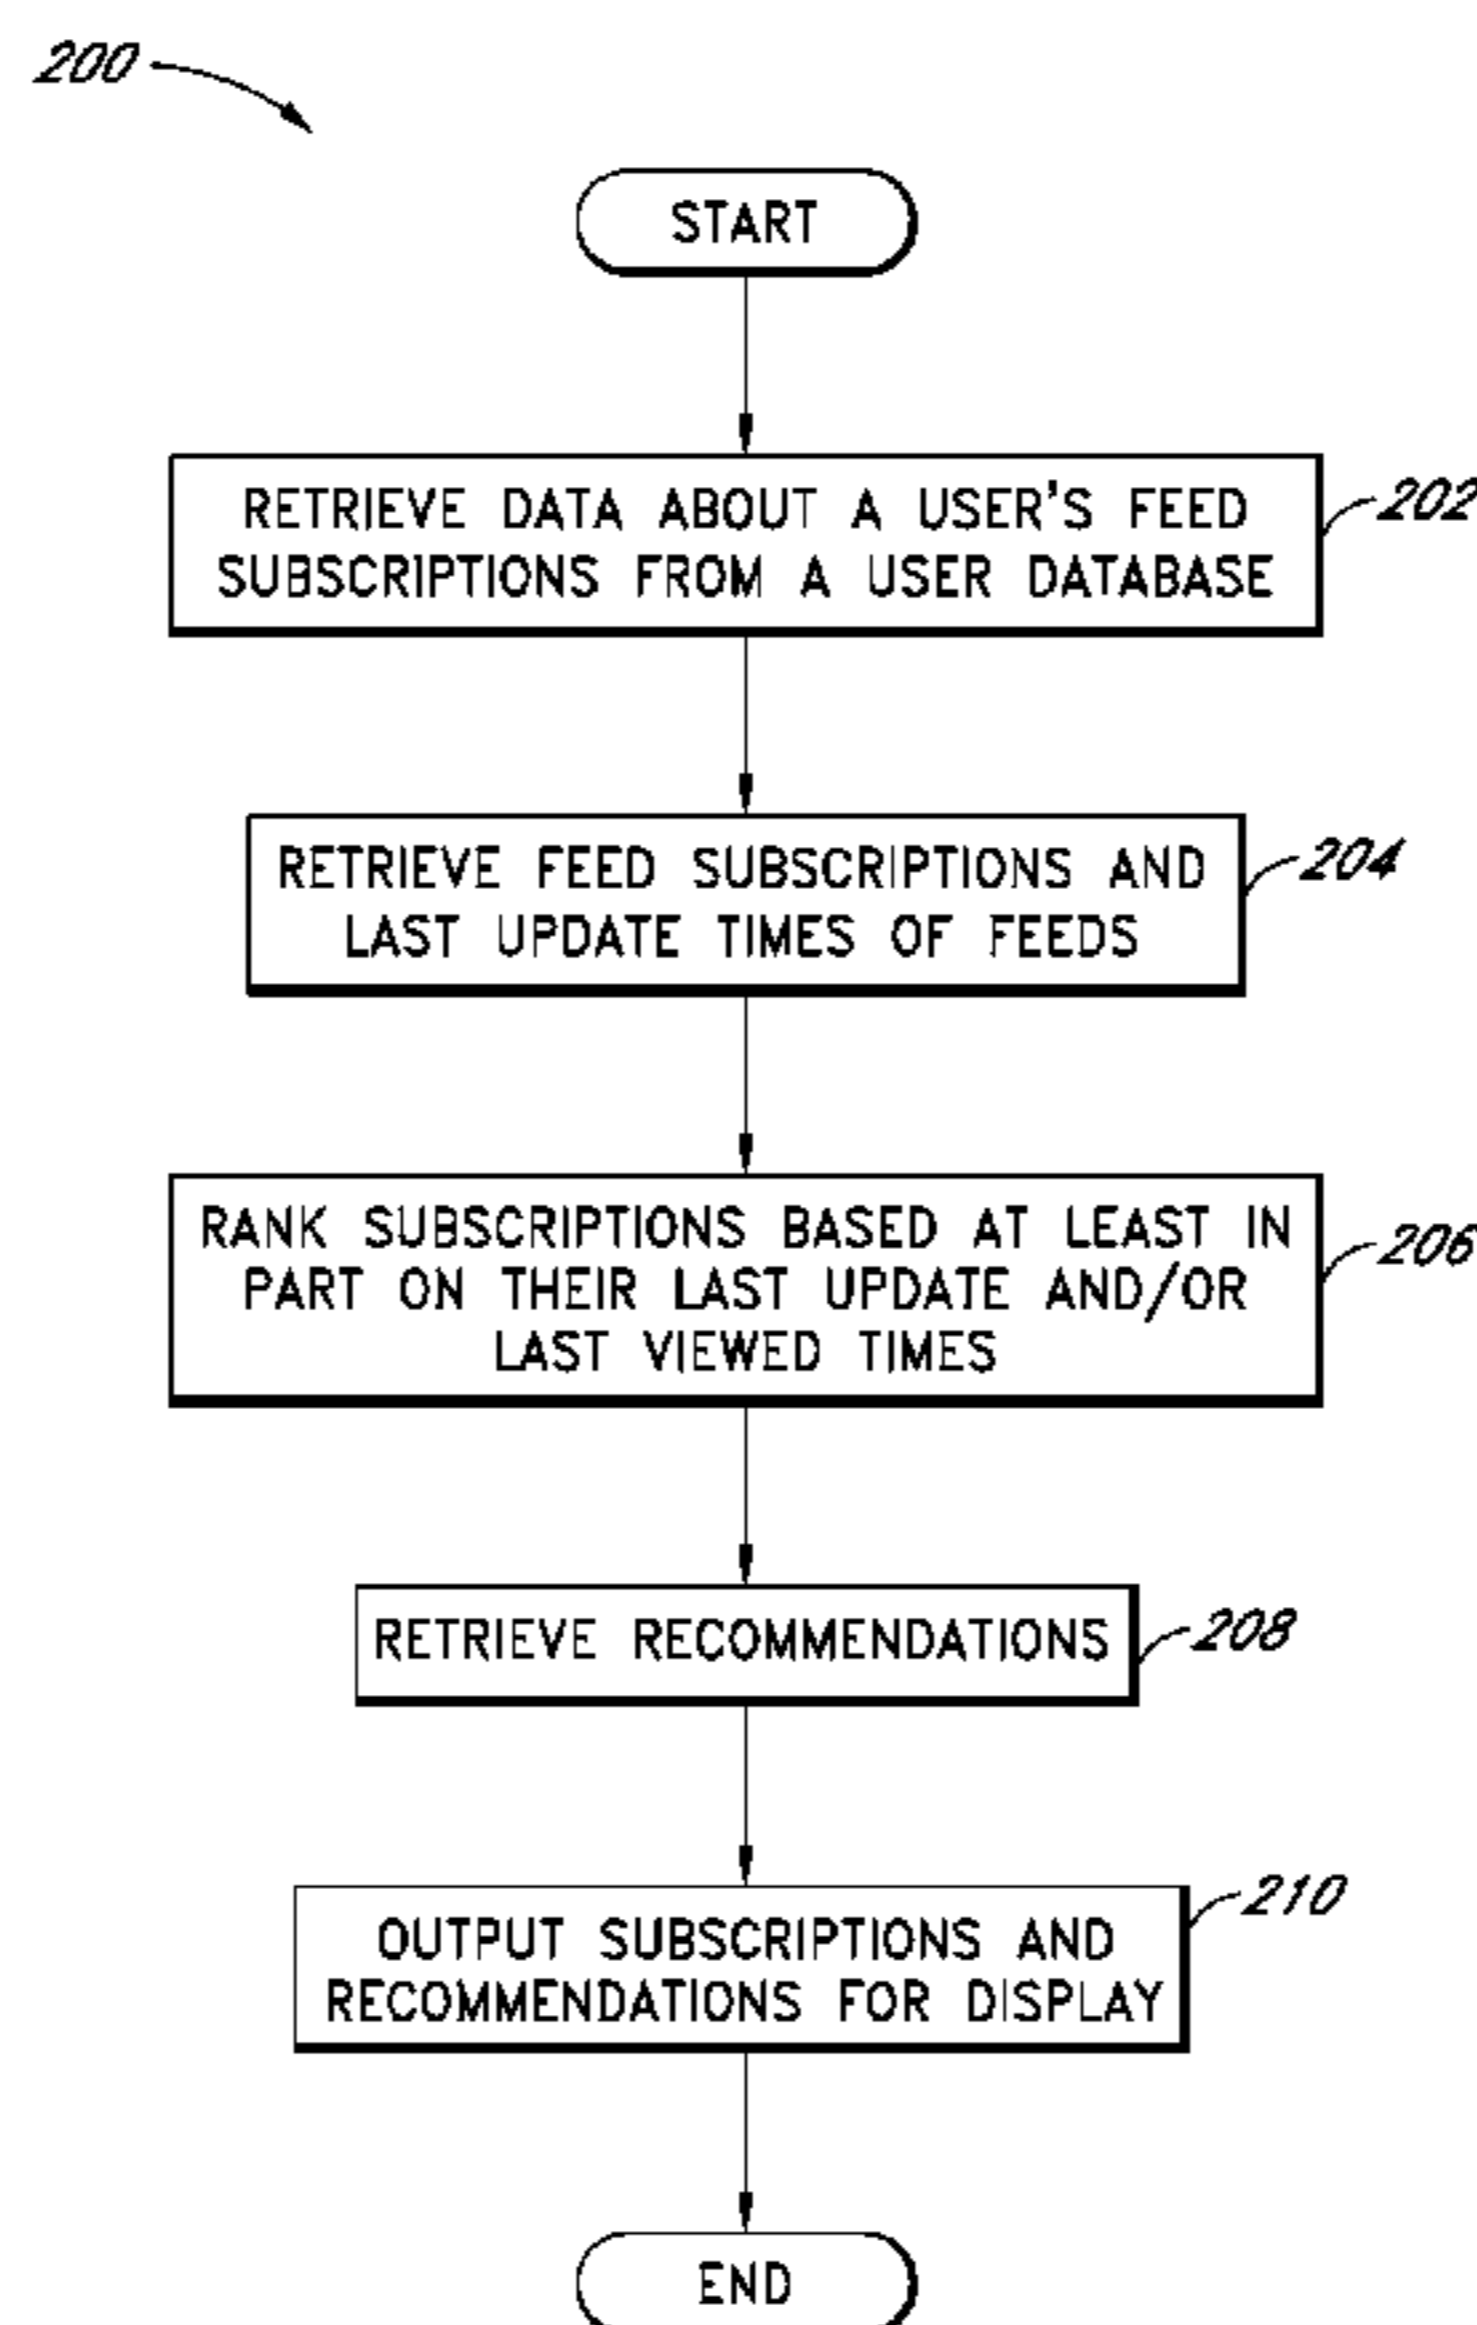 200
START
RETRIEVE DATA ABOUT A USER'S FEED
SUBSCRIPTIONS FROM A USER DATABASE
202
RETRIEVE FEED SUBSCRIPTIONS AND
LAST UPDATE TIMES OF FEEDS
204
RANK SUBSCRIPTIONS BASED AT LEAST IN
PART ON THEIR LAST UPDATE AND/OR
LAST VIEWED TIMES
206
RETRIEVE RECOMMENDATIONS
208
OUTPUT SUBSCRIPTIONS AND
RECOMMENDATIONS FOR DISPLAY
210
END